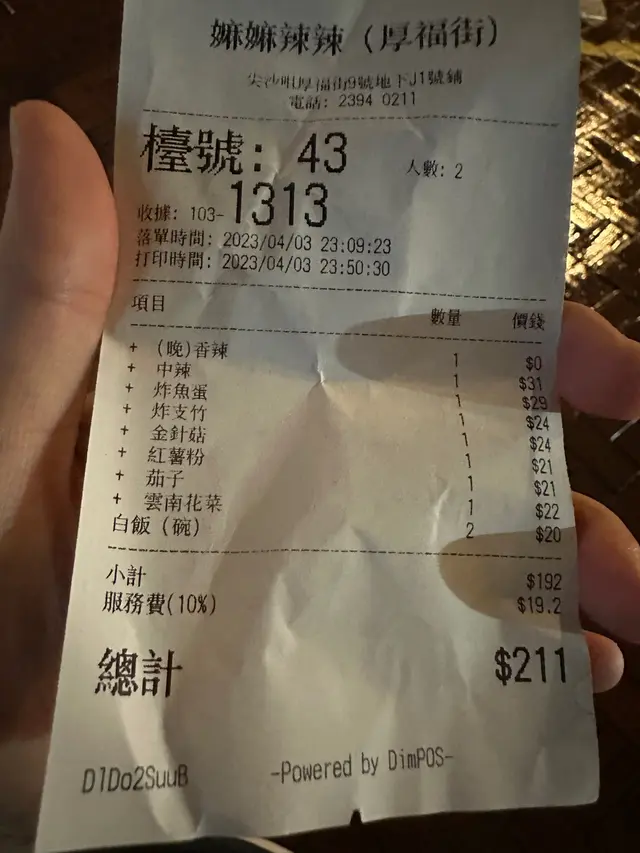 嫲嫲辣辣（厚福街）
尖沙咀厚福街9號地下J1號鋪
電話: 2394 0211
檯號: 43 人數: 2
收據: 103-1313
落單時間: 2023/04/03 23:09:23
打印時間: 2023/04/03 23:50:30
項目 數量 價錢
+ (晚)香辣 1 $0
+ 中辣 1 $31
+ 炸魚蛋 1 $29
+ 炸支竹 1 $24
+ 金針菇 1 $24
+ 紅薯粉 1 $21
+ 茄子 1 $21
+ 雲南花菜 1 $22
白飯（碗） 2 $20
小計 $192
服務費(10%) $19.2
總計 $211
D1Do2SuuB -Powered by DimPOS-